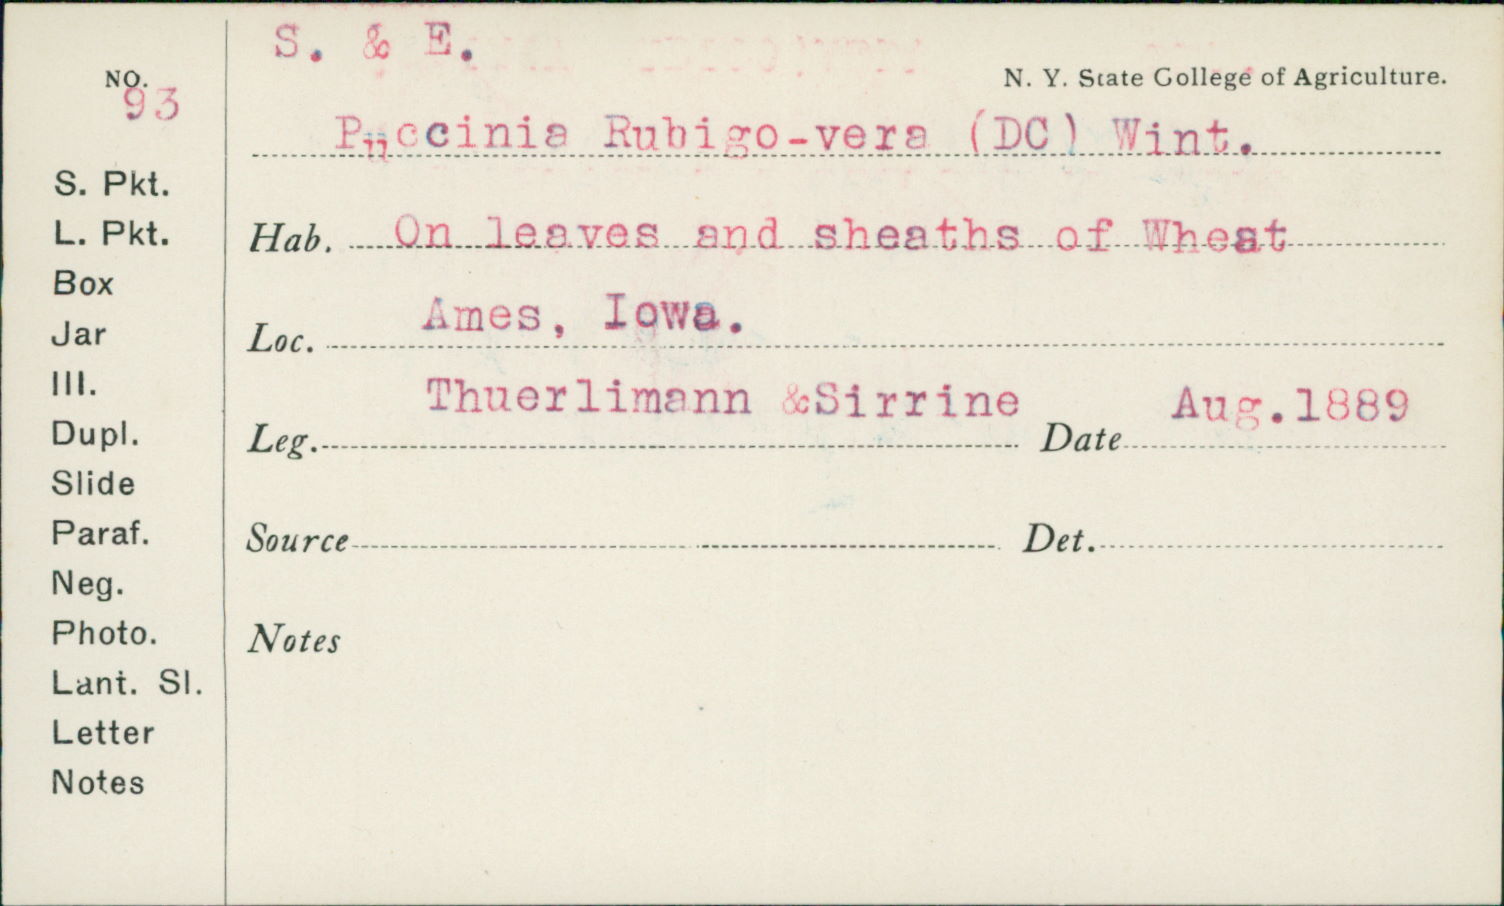 S. & E.
NO.
93
N. Y. State College of Agriculture.
Puccinia Rubigo-vera (DC) Wint.
S. Pkt.
L. Pkt.
Box
Jar
Ill.
Dupl.
Slide
Paraf.
Neg.
Photo.
Lant. Sl.
Letter
Notes
Hab. On leaves and sheaths of Wheat
Loc. Ames, Iowa.
Leg. Thuerlimann &Sirrine Date Aug.1889
Source Det.
Notes